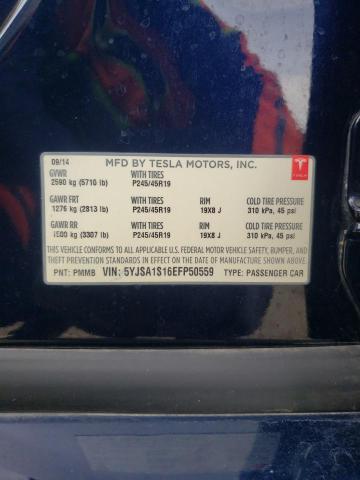 09/14 MFD BY TESLA MOTORS, INC.
GVWR WITH TIRES
2590 kg (5710 lb) P245/45R19
GAWR FRT WITH TIRES RIM COLD TIRE PRESSURE
1276 kg (2813 lb) P245/45R19 19X8 J 310 kPa, 45 psi
GAWR RR WITH TIRES RIM COLD TIRE PRESSURE
1500 kg (3307 lb) P245/45R19 19X8 J 310 kPa, 45 psi
THIS VEHICLE CONFORMS TO ALL APPLICABLE U.S. FEDERAL MOTOR VEHICLE SAFETY, BUMPER, AND
THEFT PREVENTION STANDARDS IN EFFECT ON THE DATE OF MANUFACTURE SHOWN ABOVE.
PNT: PMMB VIN: 5YJSA1S16EFP50559 TYPE: PASSENGER CAR